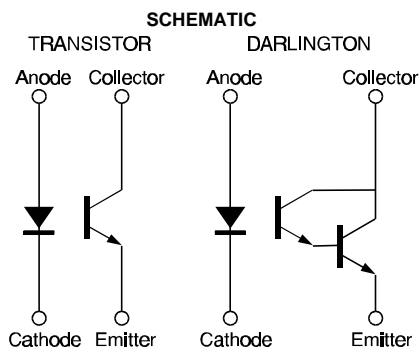 SCHEMATIC
TRANSISTOR DARLINGTON
Anode Collector Anode Collector
Cathode Emitter Cathode Emitter